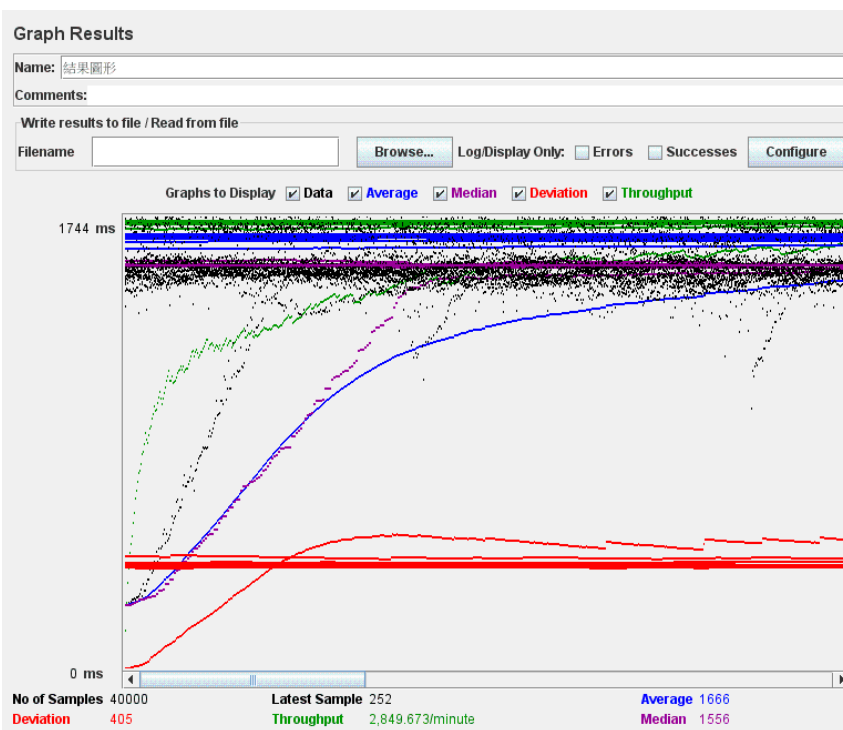 Graph Results
Name: 結果圖形
Comments:
Write results to file / Read from file
Filename Browse... Log/Display Only: Errors Successes Configure
Graphs to Display Data Average Median Deviation Throughput
1744 ms
0 ms
No of Samples 40000 Latest Sample 252 Average 1666
Deviation 405 Throughput 2,849.673/minute Median 1556